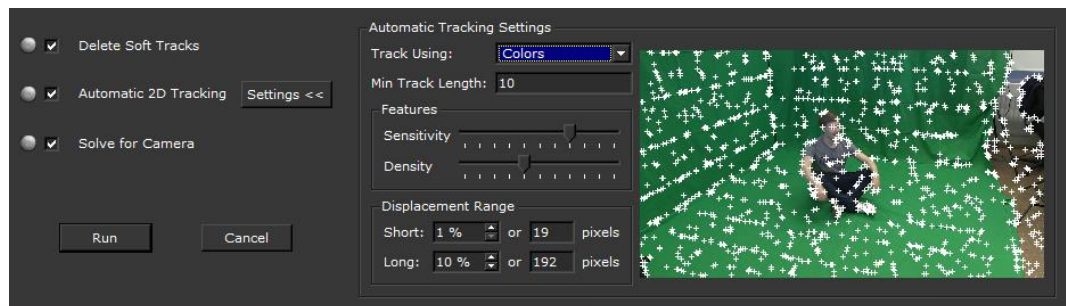 Delete Soft Tracks
Automatic 2D Tracking
Settings <<
Solve for Camera
Run
Cancel
Automatic Tracking Settings
Track Using: Colors
Min Track Length: 10
Features
Sensitivity
Density
Displacement Range
Short: 1 % or 19 pixels
Long: 10 % or 192 pixels